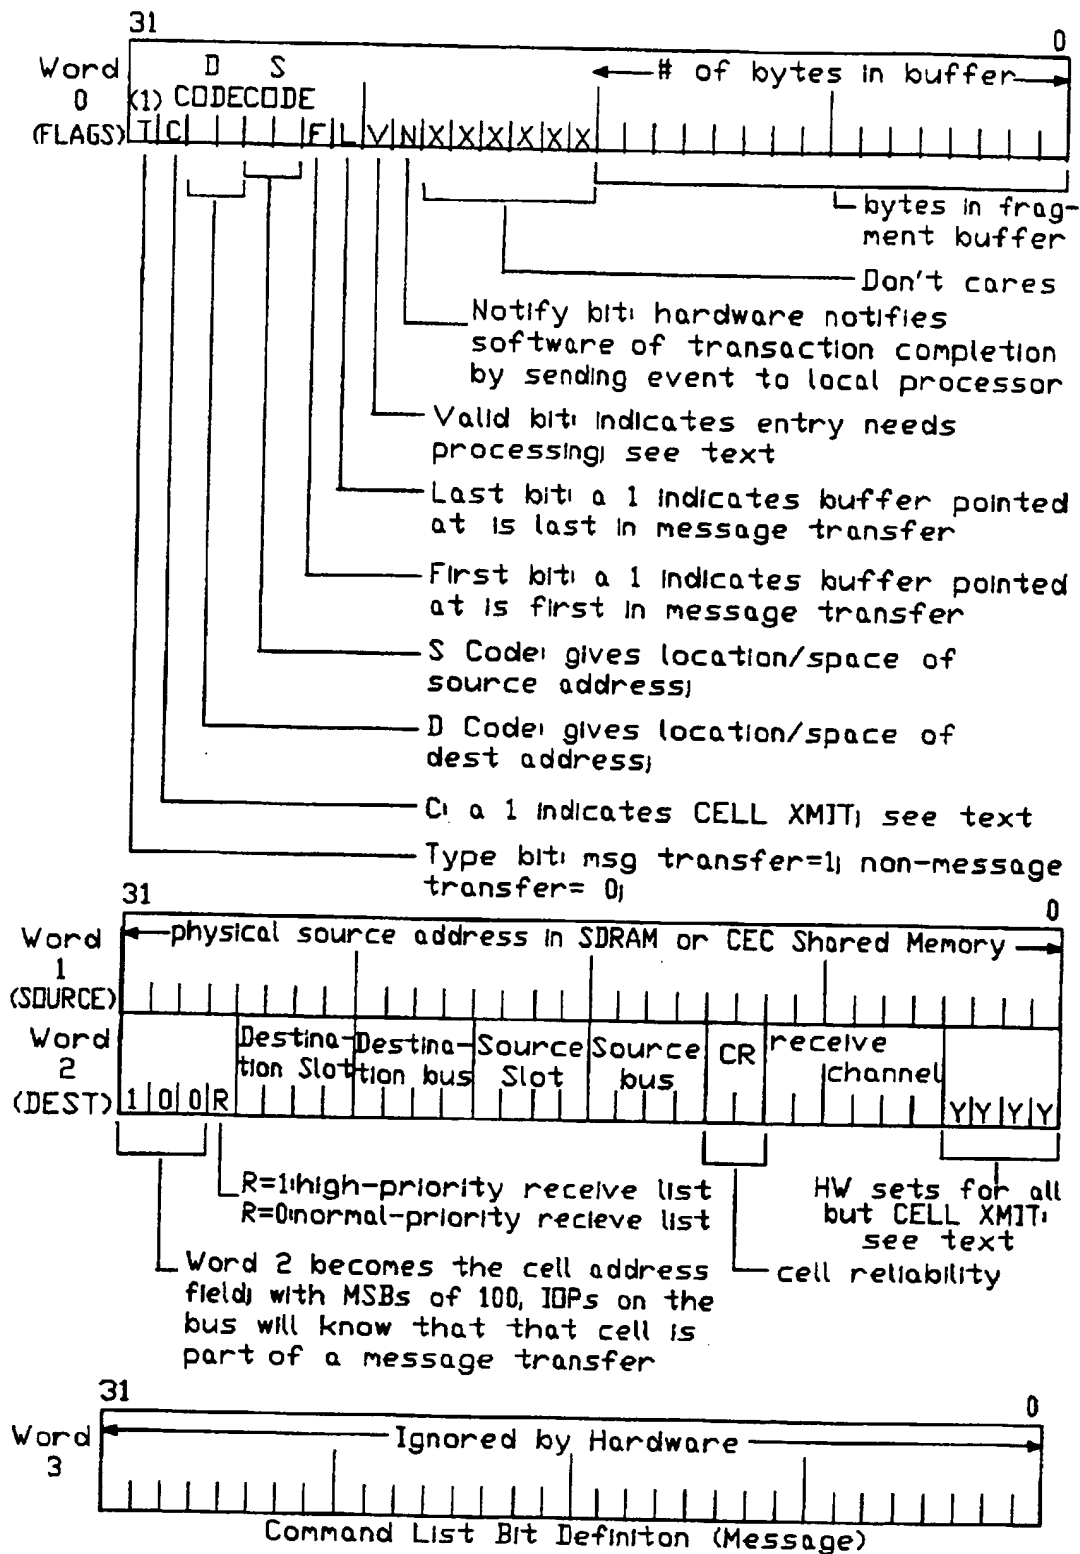 31
0
Word
0
(FLAGS)
D S
(1) CODECODE
# of bytes in buffer
T C F L V N X X X X X X
bytes in frag-
ment buffer
Don't cares
Notify bit: hardware notifies
software of transaction completion
by sending event to local processor
Valid bit: indicates entry needs
processing; see text
Last bit: a 1 indicates buffer pointed
at is last in message transfer
First bit: a 1 indicates buffer pointed
at is first in message transfer
S Code: gives location/space of
source address;
D Code: gives location/space of
dest address;
C: a 1 indicates CELL XMIT; see text
Type bit: msg transfer=1; non-message
transfer= 0;
31
0
Word
1
(SOURCE)
physical source address in SDRAM or CEC Shared Memory
Word
2
(DEST)
1 0 0 R
Destina-
tion Slot
Destina-
tion bus
Source
Slot
Source
bus
CR
receive
channel
Y Y Y Y
R=1:high-priority receive list
R=0:normal-priority recieve list
HW sets for all
but CELL XMIT:
see text
cell reliability
Word 2 becomes the cell address
field; with MSBs of 100, IOPs on the
bus will know that that cell is
part of a message transfer
31
0
Word
3
Ignored by Hardware
Command List Bit Definiton (Message)